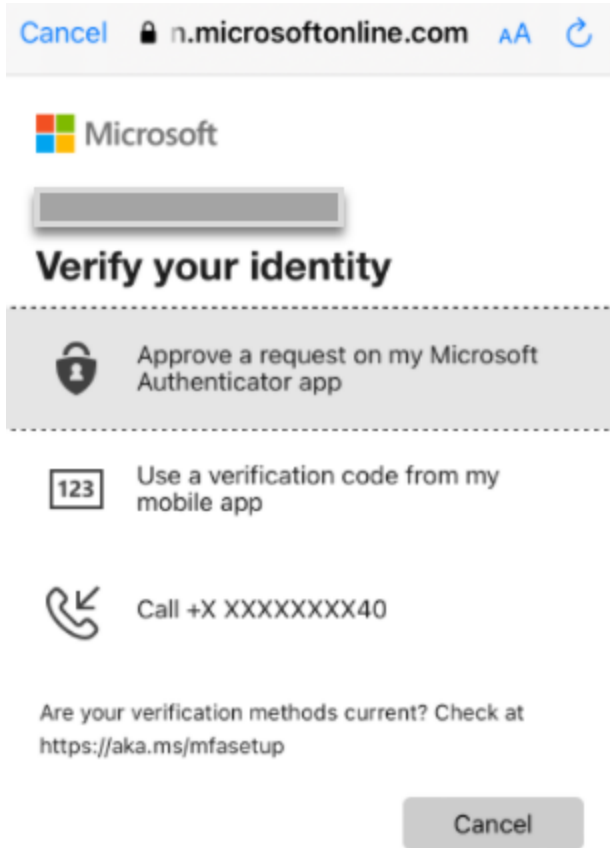 Cancel n.microsoftonline.com AA
Microsoft
Verify your identity
Approve a request on my Microsoft
Authenticator app
123 Use a verification code from my
mobile app
Call +X XXXXXXXX40
Are your verification methods current? Check at
https://aka.ms/mfasetup
Cancel